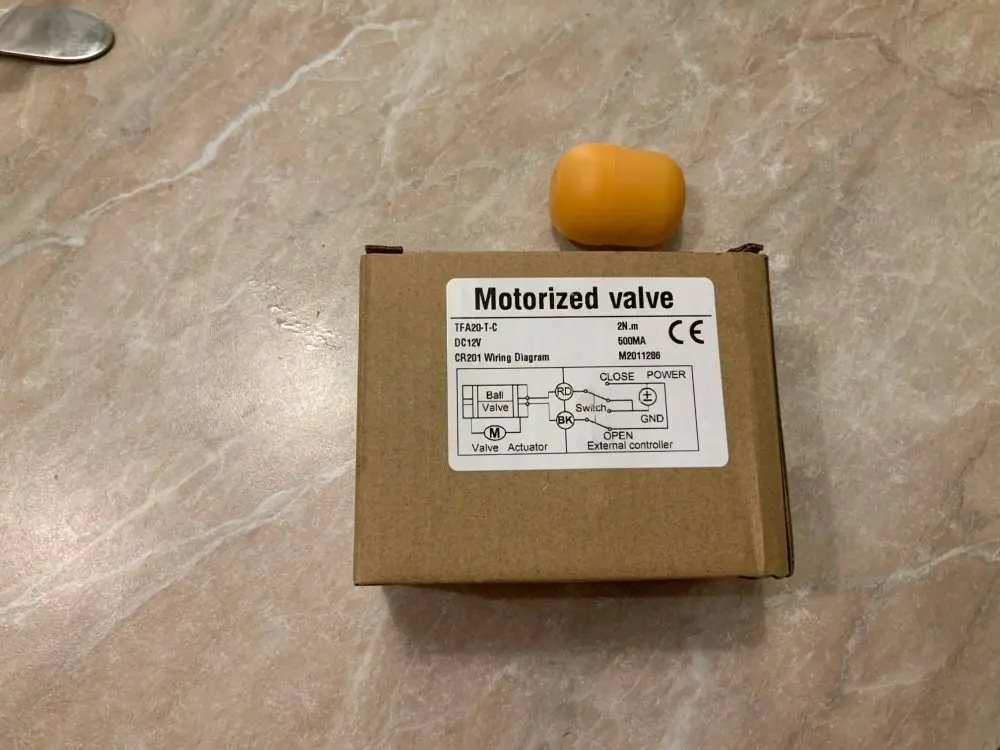 Motorized valve
TFA20-T-C 2N.m CE
DC12V 500MA
CR201 Wiring Diagram M2011286
CLOSE POWER
Ball RD ±
Valve Switch
M BK GND
OPEN
Valve Actuator External controller